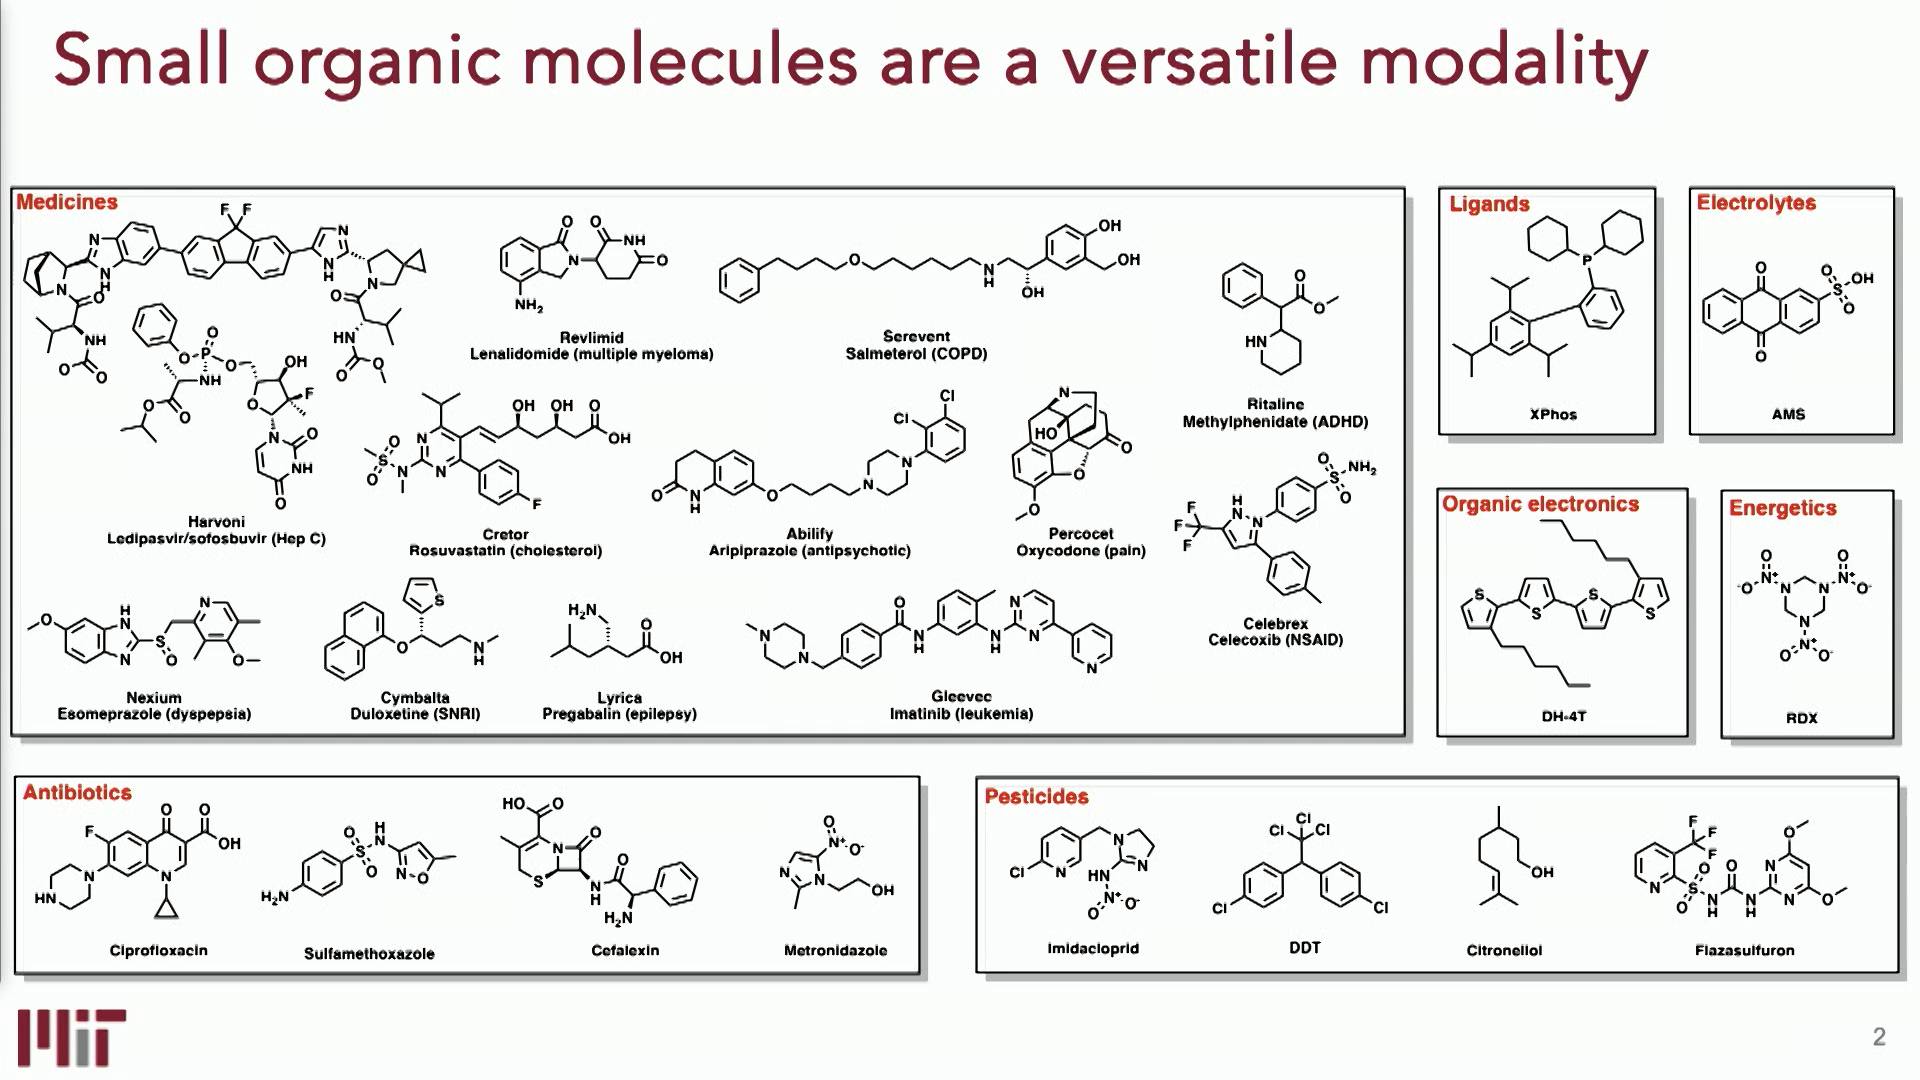 Small organic molecules are a versatile modality
Medicines
Harvoni
Ledipasvir/sofosbuvir (Hep C)
Revlimid
Lenalidomide (multiple myeloma)
Serevent
Salmeterol (COPD)
Ritaline
Methylphenidate (ADHD)
Cretor
Rosuvastatin (cholesterol)
Abilify
Aripiprazole (antipsychotic)
Percocet
Oxycodone (pain)
Celebrex
Celecoxib (NSAID)
Nexium
Esomeprazole (dyspepsia)
Cymbalta
Duloxetine (SNRI)
Lyrica
Pregabalin (epilepsy)
Gleevec
Imatinib (leukemia)
Ligands
XPhos
Electrolytes
AMS
Organic electronics
DH-4T
Energetics
RDX
Antibiotics
Ciprofloxacin
Sulfamethoxazole
Cefalexin
Metronidazole
Pesticides
Imidacloprid
DDT
Citronellol
Flazasulfuron
MIT
2